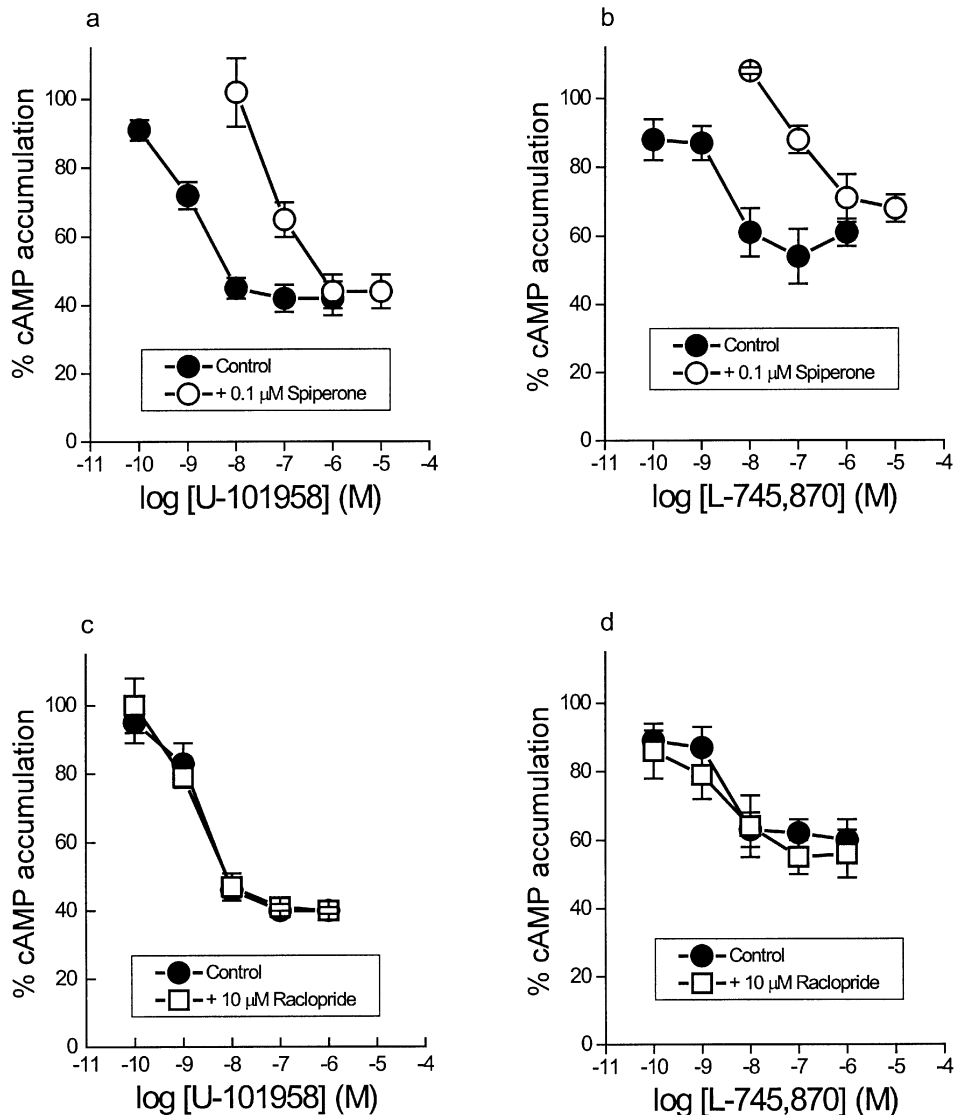 a
% cAMP accumulation
100
80
60
40
20
0
Control
+ 0.1 µM Spiperone
-11 -10 -9 -8 -7 -6 -5 -4
log [U-101958] (M)
b
% cAMP accumulation
100
80
60
40
20
0
Control
+ 0.1 µM Spiperone
-11 -10 -9 -8 -7 -6 -5 -4
log [L-745,870] (M)
c
% cAMP accumulation
100
80
60
40
20
0
Control
+ 10 µM Raclopride
-11 -10 -9 -8 -7 -6 -5 -4
log [U-101958] (M)
d
% cAMP accumulation
100
80
60
40
20
0
Control
+ 10 µM Raclopride
-11 -10 -9 -8 -7 -6 -5 -4
log [L-745,870] (M)